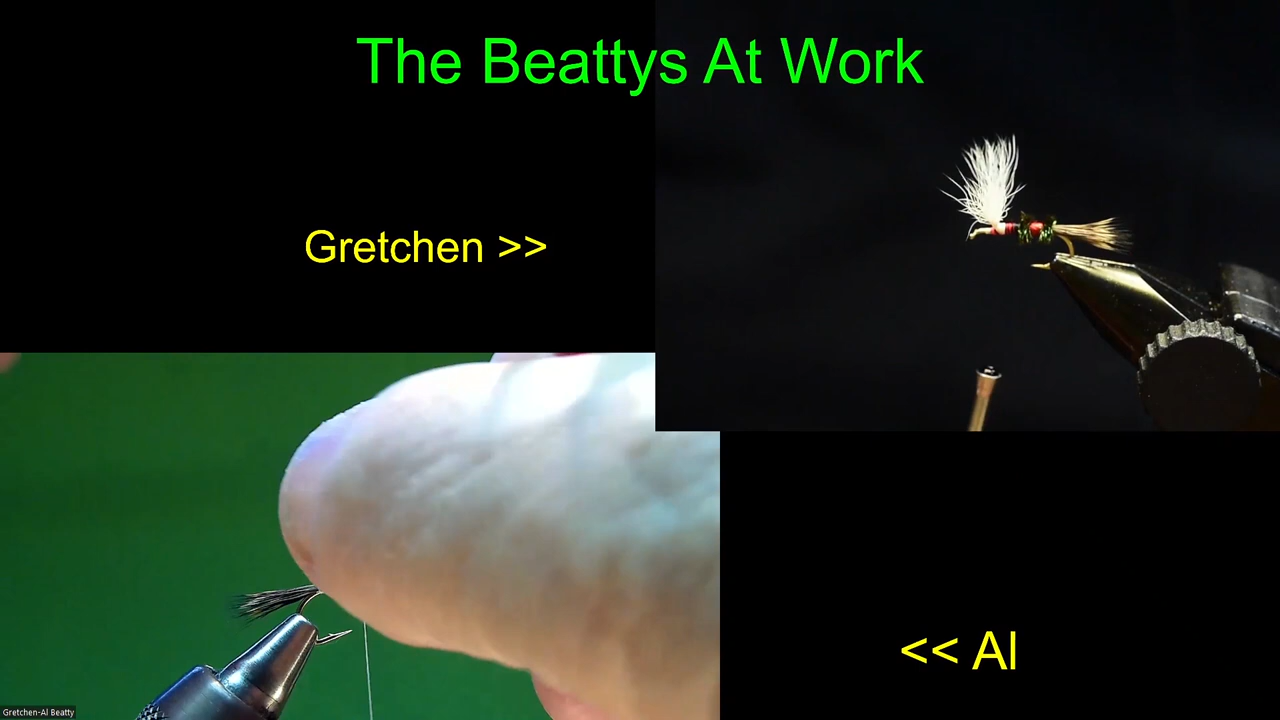 The Beattys At Work
Gretchen >>
<< Al
Gretchen-Al Beatty